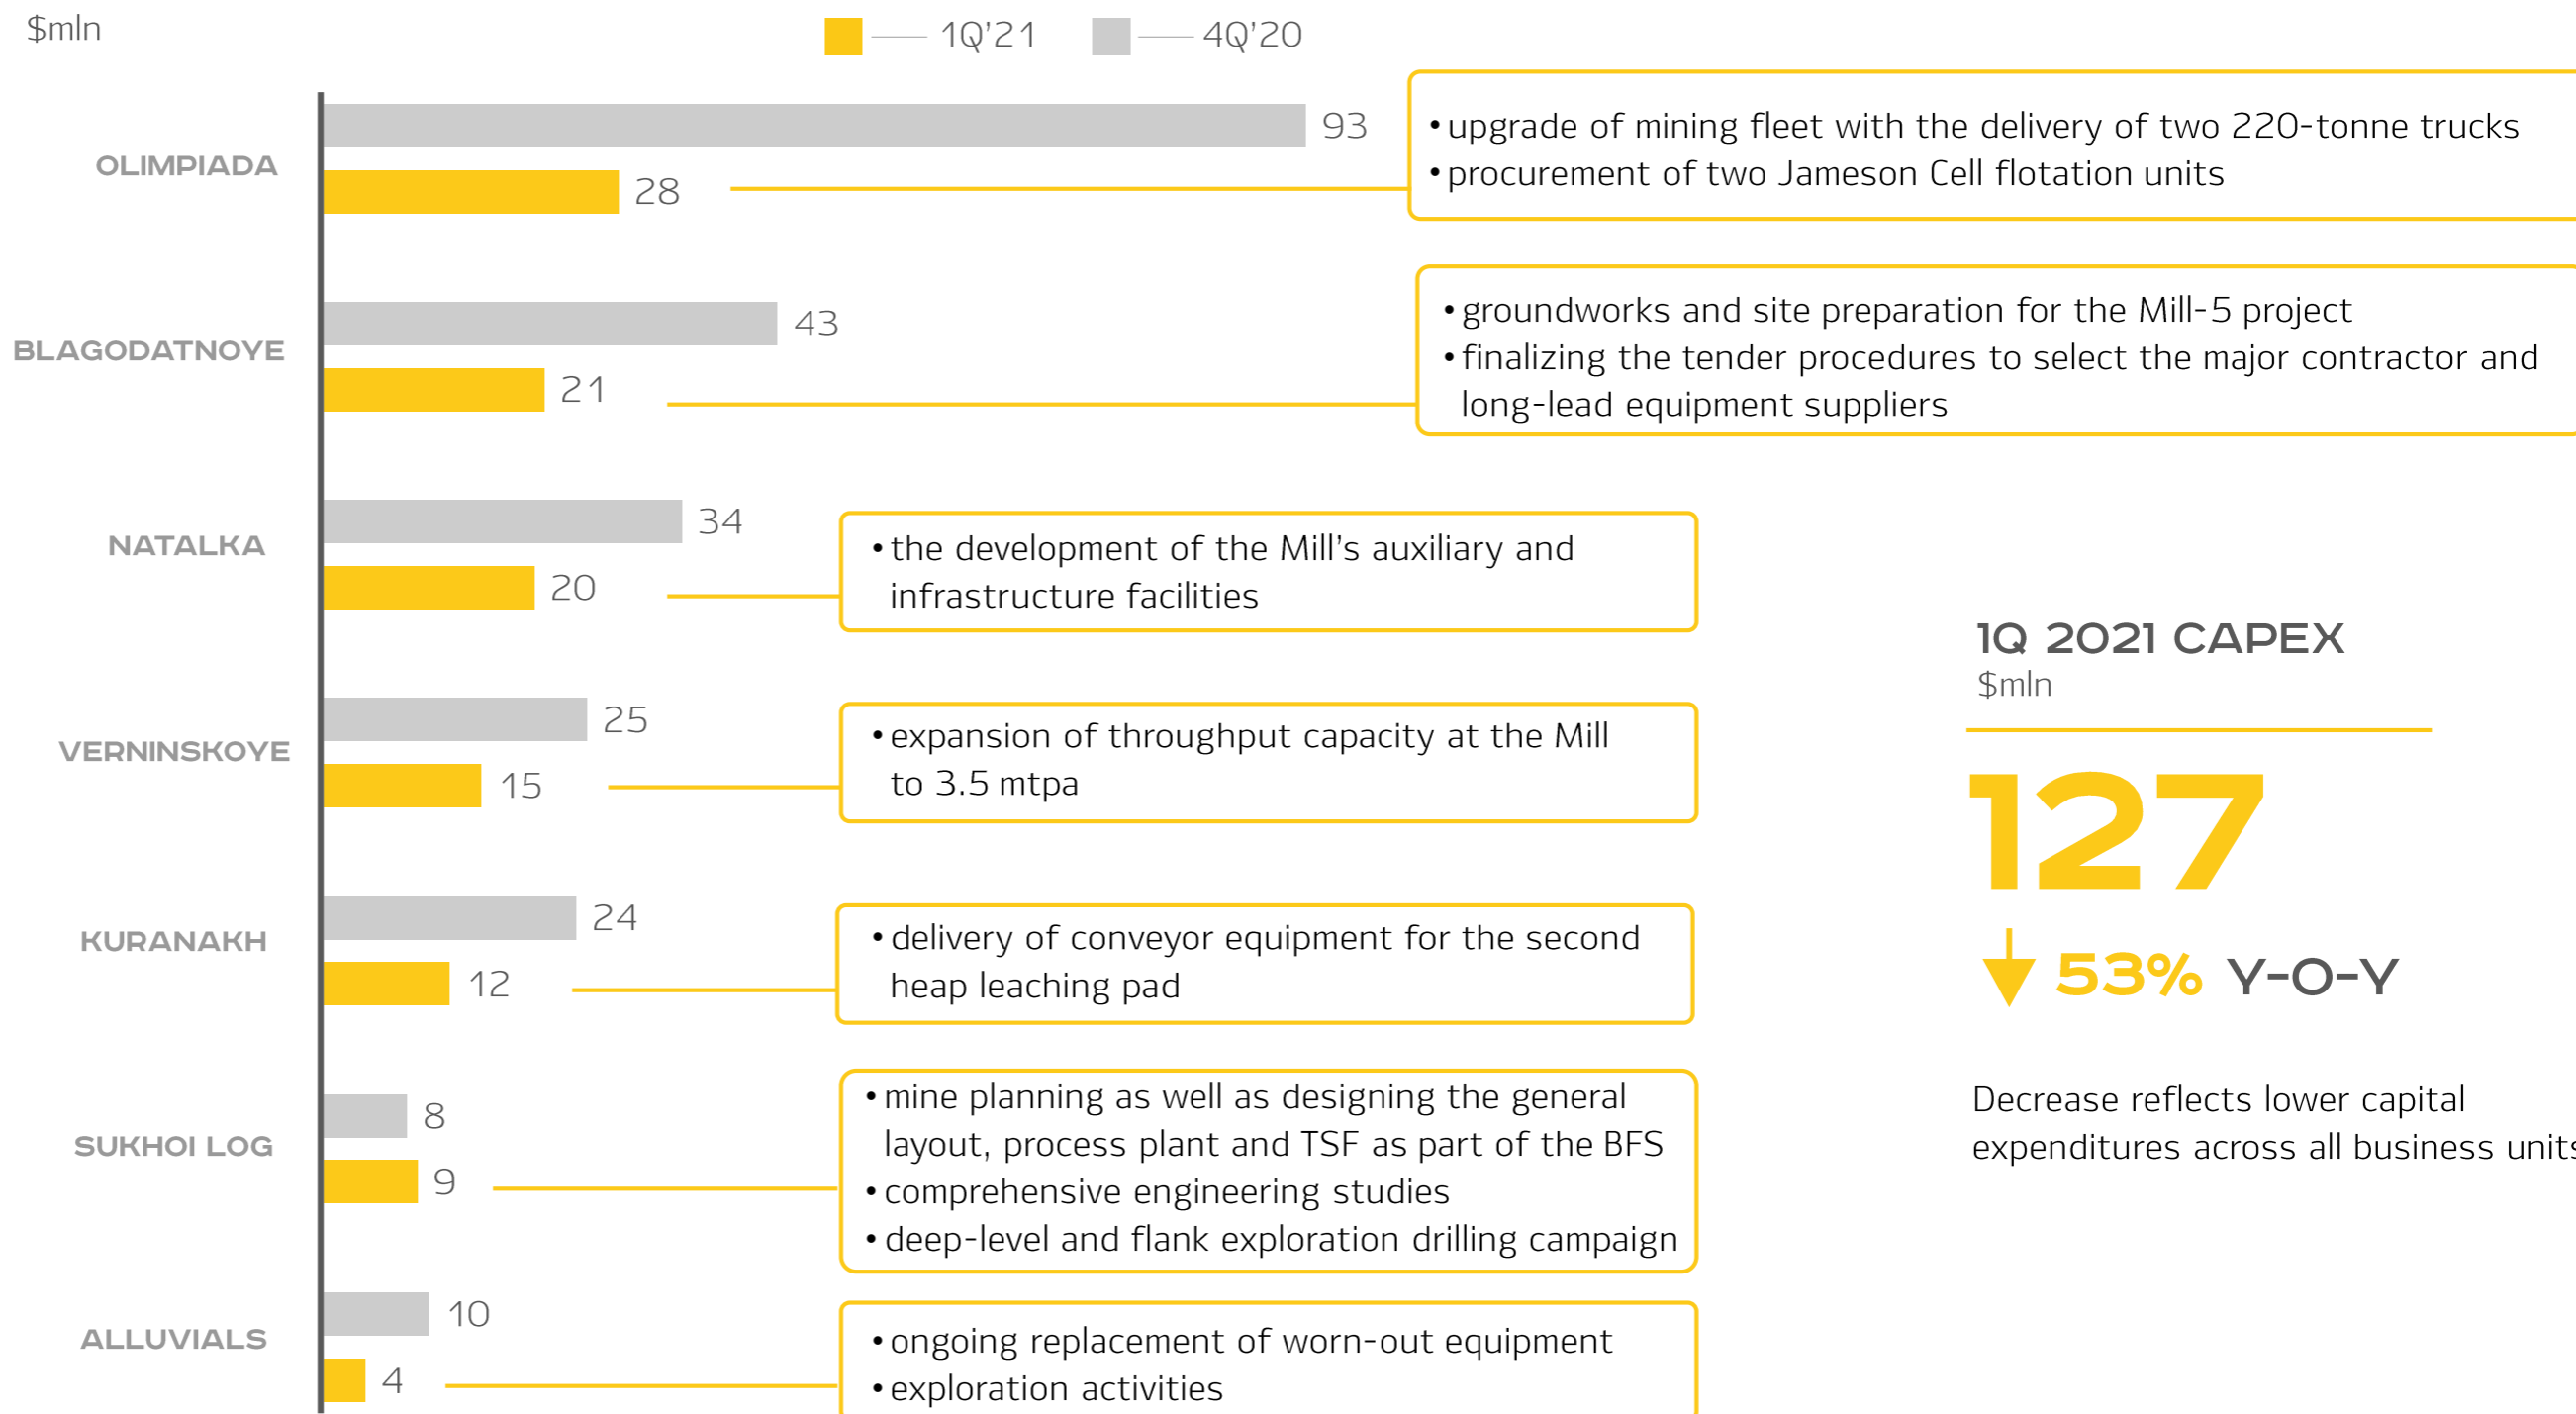 $mln
1Q'21
4Q'20
OLIMPIADA
93
28
• upgrade of mining fleet with the delivery of two 220-tonne trucks
• procurement of two Jameson Cell flotation units
BLAGODATNOYE
43
21
• groundworks and site preparation for the Mill-5 project
• finalizing the tender procedures to select the major contractor and
long-lead equipment suppliers
NATALKA
34
20
• the development of the Mill's auxiliary and
infrastructure facilities
VERNINSKOYE
25
15
• expansion of throughput capacity at the Mill
to 3.5 mtpa
KURANAKH
24
12
• delivery of conveyor equipment for the second
heap leaching pad
SUKHOI LOG
8
9
• mine planning as well as designing the general
layout, process plant and TSF as part of the BFS
• comprehensive engineering studies
• deep-level and flank exploration drilling campaign
ALLUVIALS
10
4
• ongoing replacement of worn-out equipment
• exploration activities
1Q 2021 CAPEX
$mln
127
53% Y-O-Y
Decrease reflects lower capital
expenditures across all business units